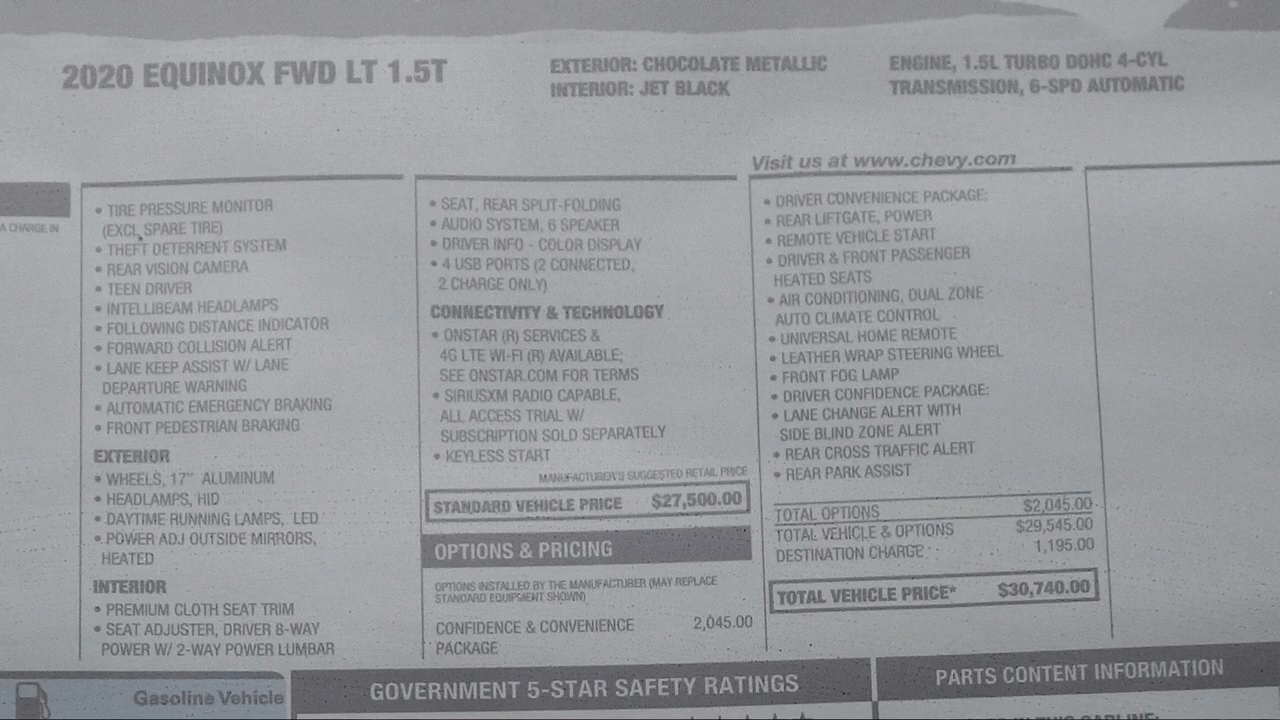 2020 EQUINOX FWD LT 1.5T
EXTERIOR: CHOCOLATE METALLIC
INTERIOR: JET BLACK
ENGINE, 1.5L TURBO DOHC 4-CYL
TRANSMISSION, 6-SPD AUTOMATIC
Visit us at www.chevy.com
A CHARGE IN
• TIRE PRESSURE MONITOR
(EXCL SPARE TIRE)
• THEFT DETERRENT SYSTEM
• REAR VISION CAMERA
• TEEN DRIVER
• INTELLIBEAM HEADLAMPS
• FOLLOWING DISTANCE INDICATOR
• FORWARD COLLISION ALERT
• LANE KEEP ASSIST W/ LANE
DEPARTURE WARNING
• AUTOMATIC EMERGENCY BRAKING
• FRONT PEDESTRIAN BRAKING
EXTERIOR
• WHEELS, 17" ALUMINUM
• HEADLAMPS, HID
• DAYTIME RUNNING LAMPS, LED
• POWER ADJ OUTSIDE MIRRORS,
HEATED
INTERIOR
• PREMIUM CLOTH SEAT TRIM
• SEAT ADJUSTER, DRIVER 8-WAY
POWER W/ 2-WAY POWER LUMBAR
• SEAT, REAR SPLIT-FOLDING
• AUDIO SYSTEM, 6 SPEAKER
• DRIVER INFO - COLOR DISPLAY
• 4 USB PORTS (2 CONNECTED,
2 CHARGE ONLY)
CONNECTIVITY & TECHNOLOGY
• ONSTAR (R) SERVICES &
4G LTE WI-FI (R) AVAILABLE;
SEE ONSTAR.COM FOR TERMS
• SIRIUSXM RADIO CAPABLE,
ALL ACCESS TRIAL W/
SUBSCRIPTION SOLD SEPARATELY
• KEYLESS START
MANUFACTURER'S SUGGESTED RETAIL PRICE
STANDARD VEHICLE PRICE $27,500.00
OPTIONS & PRICING
OPTIONS INSTALLED BY THE MANUFACTURER (MAY REPLACE
STANDARD EQUIPMENT SHOWN)
CONFIDENCE & CONVENIENCE 2,045.00
PACKAGE
• DRIVER CONVENIENCE PACKAGE:
• REAR LIFTGATE, POWER
• REMOTE VEHICLE START
• DRIVER & FRONT PASSENGER
HEATED SEATS
• AIR CONDITIONING, DUAL ZONE
AUTO CLIMATE CONTROL
• UNIVERSAL HOME REMOTE
• LEATHER WRAP STEERING WHEEL
• FRONT FOG LAMP
• DRIVER CONFIDENCE PACKAGE:
• LANE CHANGE ALERT WITH
SIDE BLIND ZONE ALERT
• REAR CROSS TRAFFIC ALERT
• REAR PARK ASSIST
TOTAL OPTIONS $2,045.00
TOTAL VEHICLE & OPTIONS $29,545.00
DESTINATION CHARGE 1,195.00
TOTAL VEHICLE PRICE* $30,740.00
Gasoline Vehicle
GOVERNMENT 5-STAR SAFETY RATINGS
PARTS CONTENT INFORMATION